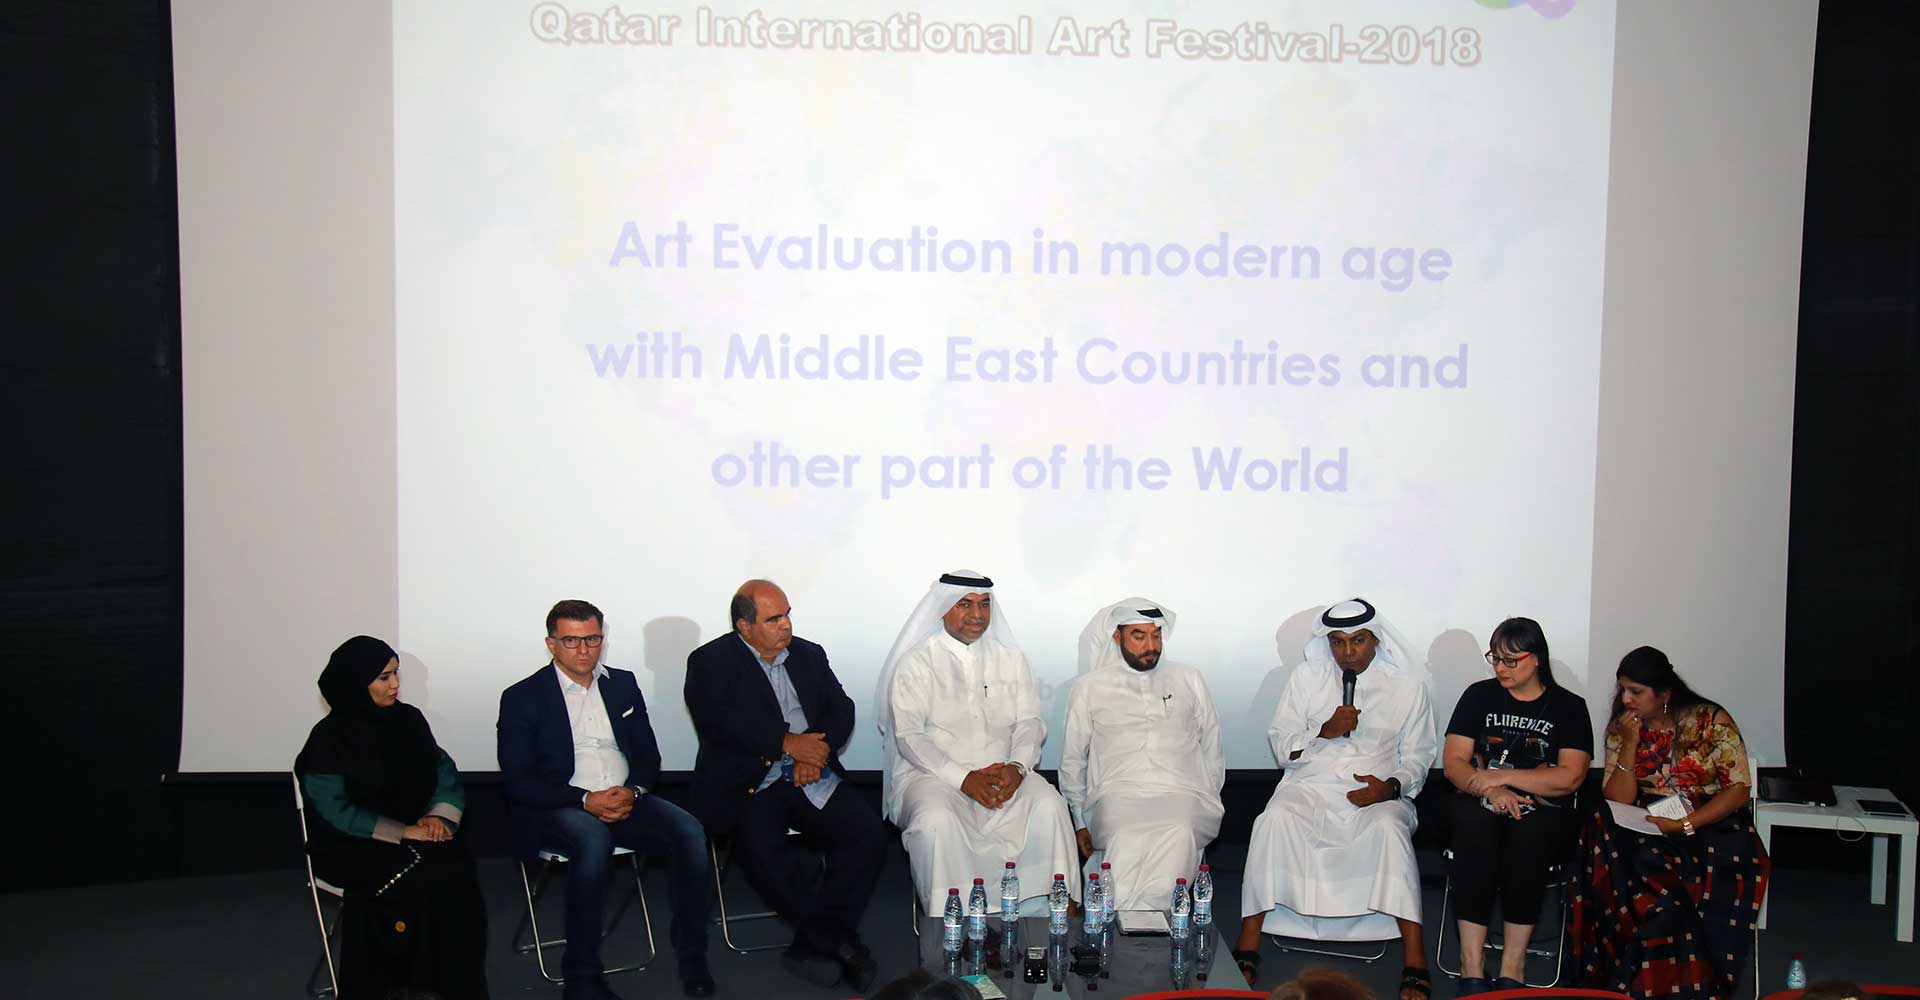 Qatar International Art Festival-2018
Art Evaluation in modern age
with Middle East Countries and
other part of the World
FLORENCE